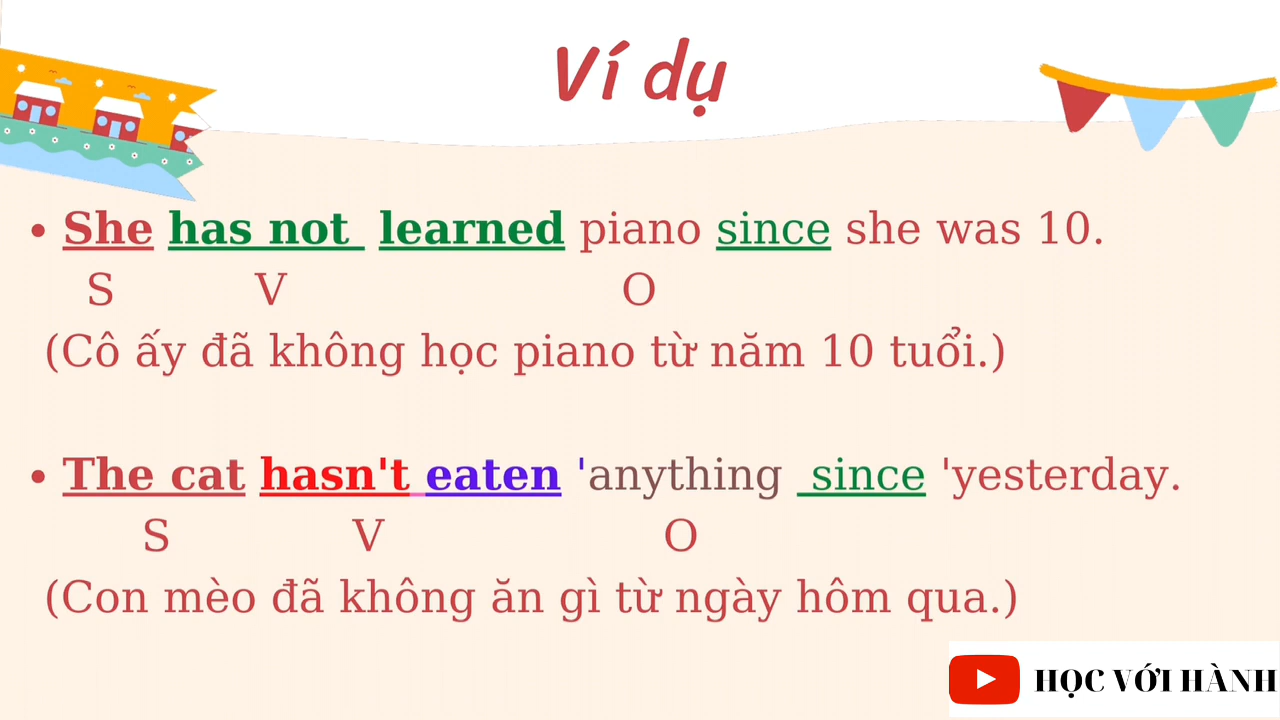 Ví dụ
• She has not learned piano since she was 10.
S V O
(Cô ấy đã không học piano từ năm 10 tuổi.)
• The cat hasn't eaten 'anything since 'yesterday.
S V O
(Con mèo đã không ăn gì từ ngày hôm qua.)
HỌC VỚI HÀNH